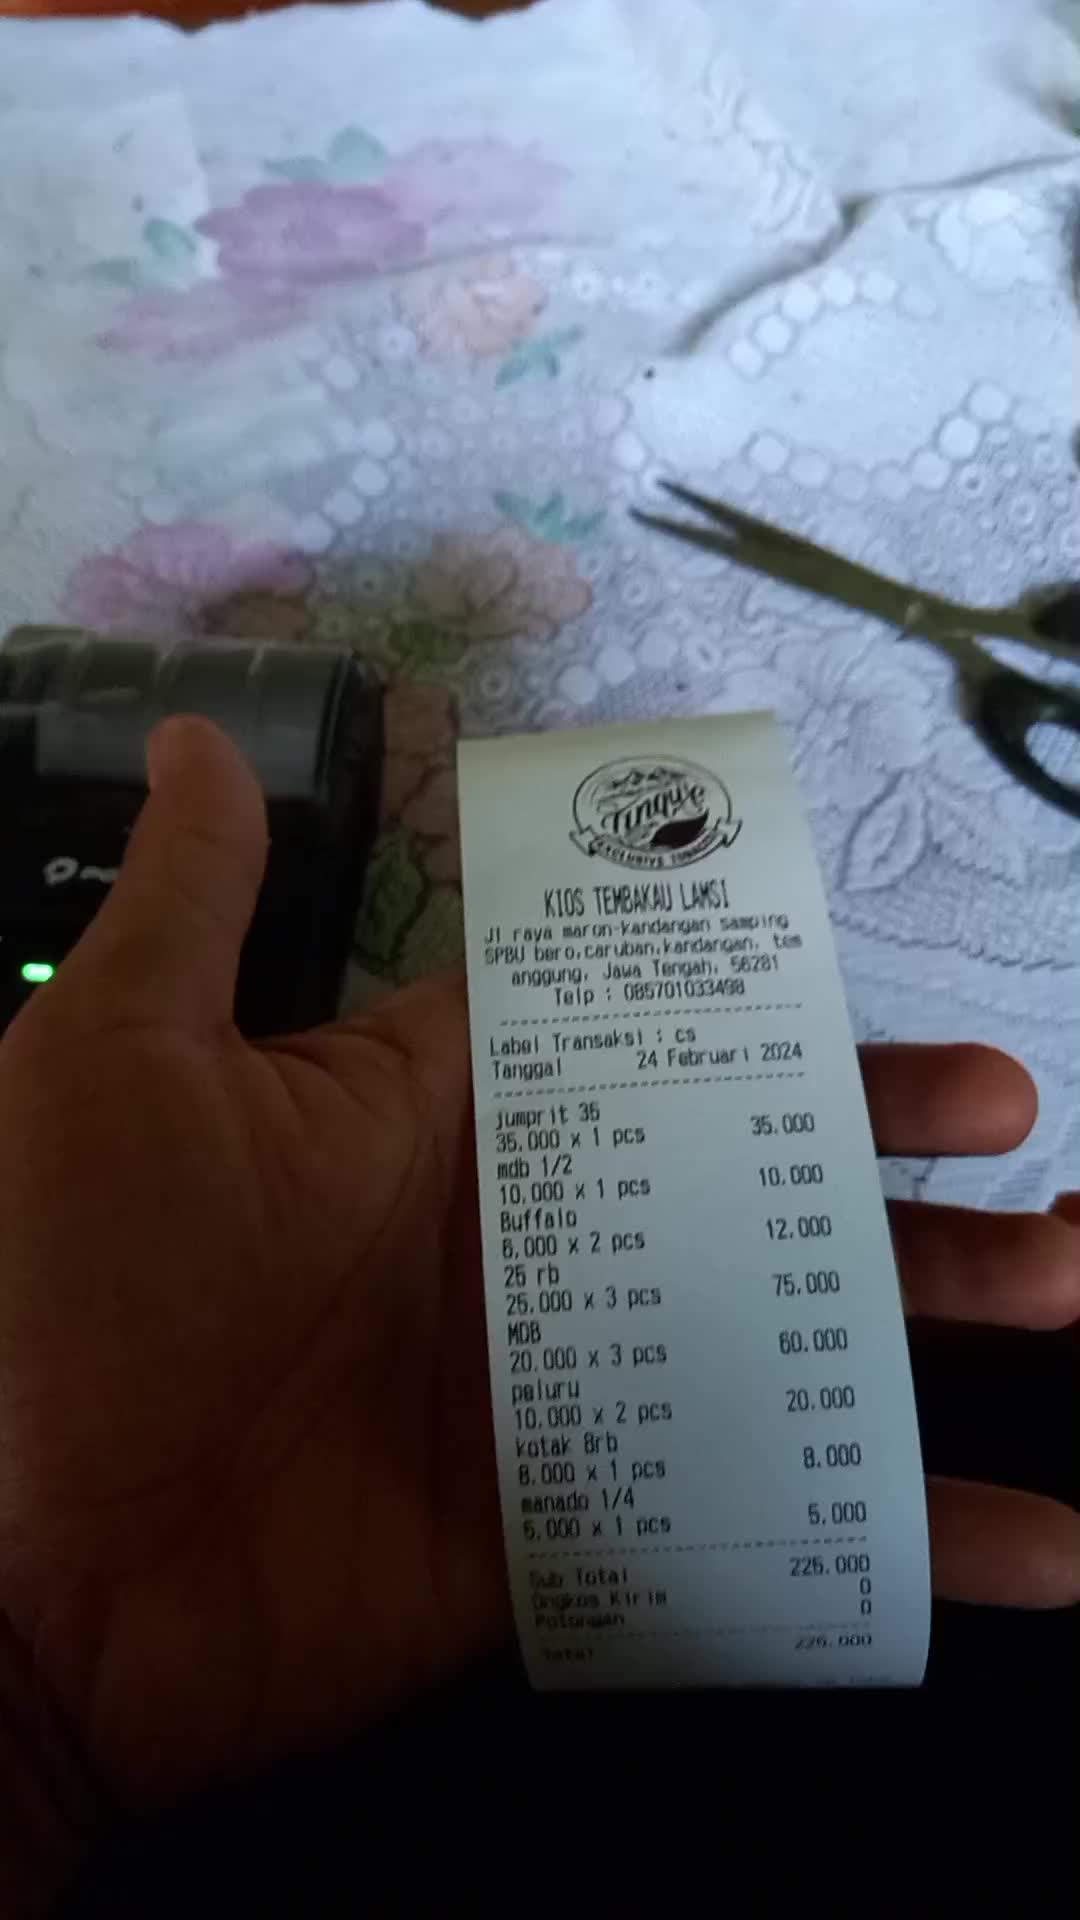 Tingwe
EXCLUSIVE TOBACCO
KIOS TEMBAKAU LAMSI
Jl raya maron-kandangan samping
SPBU bero,caruban,kandangan, tem
anggung, Jawa Tengah, 56281
Telp : 085701033498
Label Transaksi : cs
Tanggal 24 Februari 2024
jumprit 35
35.000 x 1 pcs 35.000
mdb 1/2
10.000 x 1 pcs 10.000
Buffalo
6.000 x 2 pcs 12.000
25 rb
25.000 x 3 pcs 75.000
MDB
20.000 x 3 pcs 60.000
peluru
10.000 x 2 pcs 20.000
kotak 8rb
8.000 x 1 pcs 8.000
manado 1/4
5.000 x 1 pcs 5.000
Sub Total 225.000
Ongkos Kirim 0
Potongan 0
Total 225.000